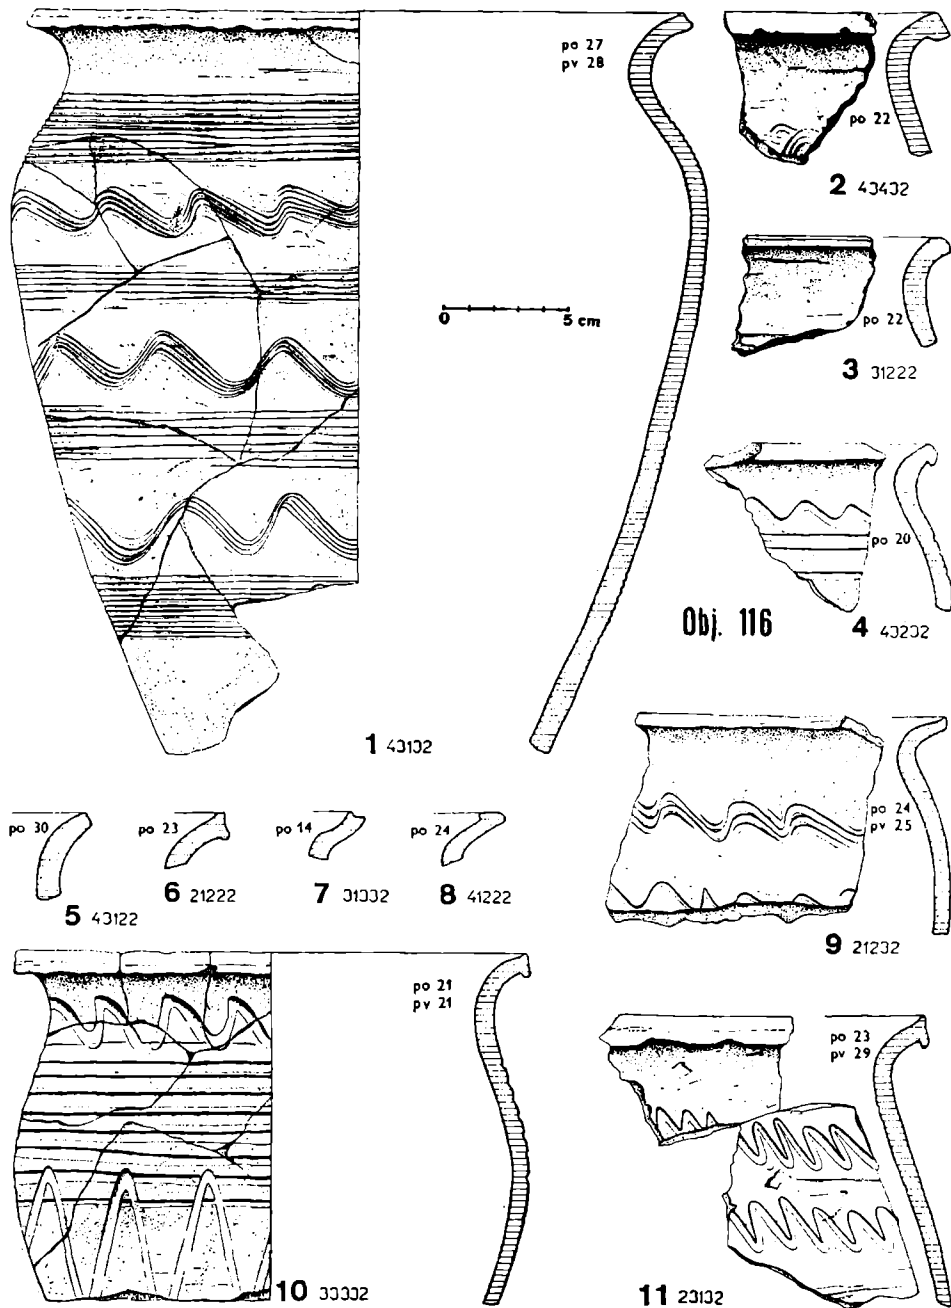 po 27
pv 28
po 22
2 43432
0 5 cm
po 22
3 31222
po 20
Obj. 116
4 43232
1 43132
po 24
pv 25
po 30
po 23
po 14
po 24
5 43122
6 21222
7 31332
8 41222
9 21232
po 21
pv 21
po 23
pv 29
10 33332
11 23132